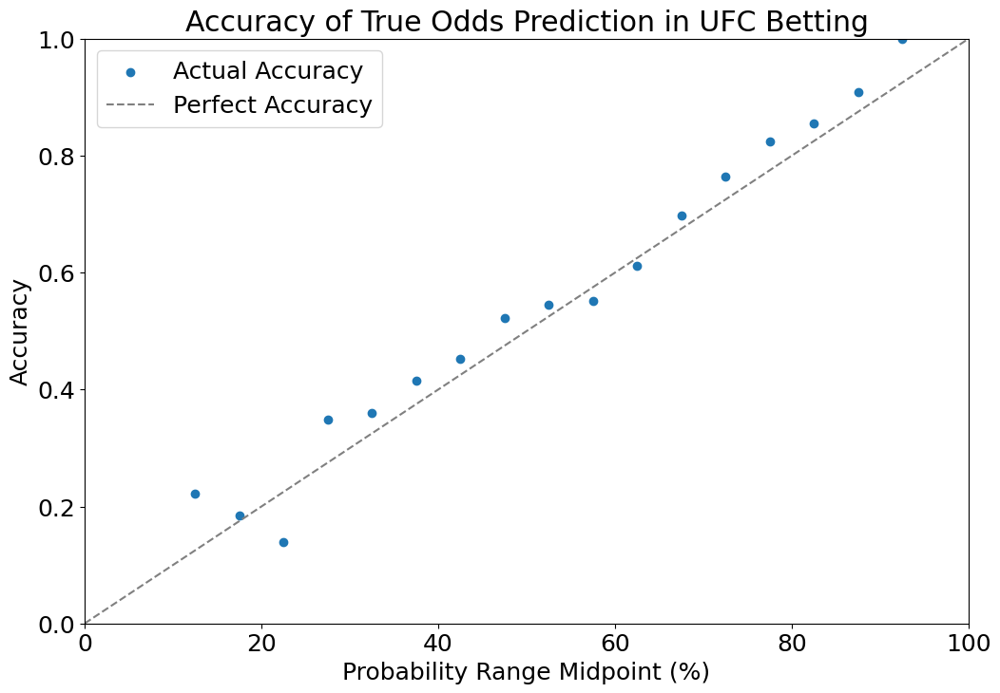 Accuracy of True Odds Prediction in UFC Betting
1.0
Actual Accuracy
Perfect Accuracy
0.8
0.6
Accuracy
0.4
0.2
0.0
0 20 40 60 80 100
Probability Range Midpoint (%)